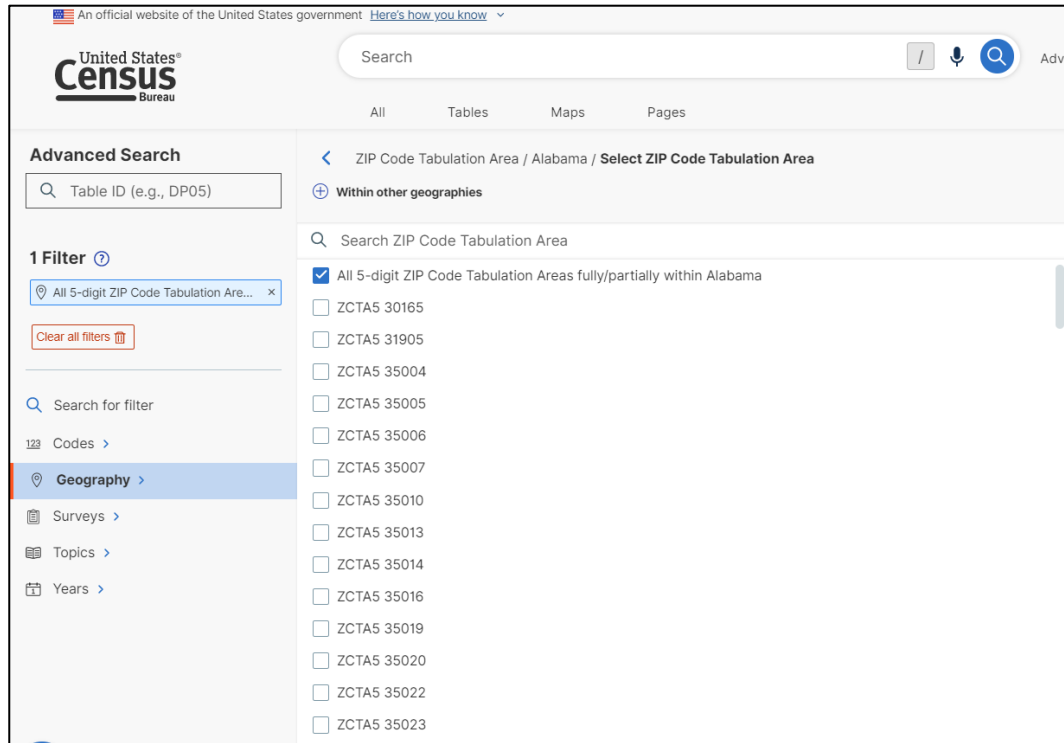 An official website of the United States government Here's how you know
United States®
Census
Bureau
Search
/
Adv
All Tables Maps Pages
Advanced Search
Table ID (e.g., DP05)
1 Filter ?
All 5-digit ZIP Code Tabulation Are... ×
Clear all filters
Search for filter
123 Codes >
Geography >
Surveys >
Topics >
1 Years >
ZIP Code Tabulation Area / Alabama / Select ZIP Code Tabulation Area
Within other geographies
Search ZIP Code Tabulation Area
All 5-digit ZIP Code Tabulation Areas fully/partially within Alabama
ZCTA5 30165
ZCTA5 31905
ZCTA5 35004
ZCTA5 35005
ZCTA5 35006
ZCTA5 35007
ZCTA5 35010
ZCTA5 35013
ZCTA5 35014
ZCTA5 35016
ZCTA5 35019
ZCTA5 35020
ZCTA5 35022
ZCTA5 35023